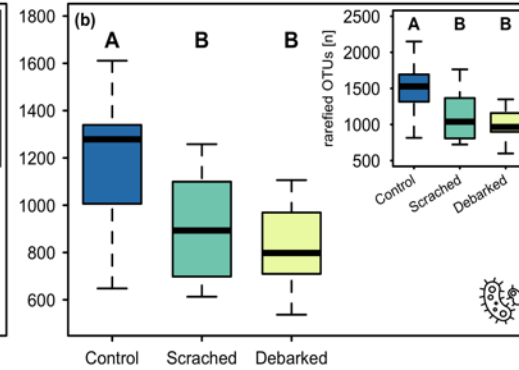 (b)
1800
1600
1400
1200
1000
800
600
A B B
Control Scrached Debarked
rarefied OTUs [n]
2500
2000
1500
1000
500
A B B
Control Scrached Debarked